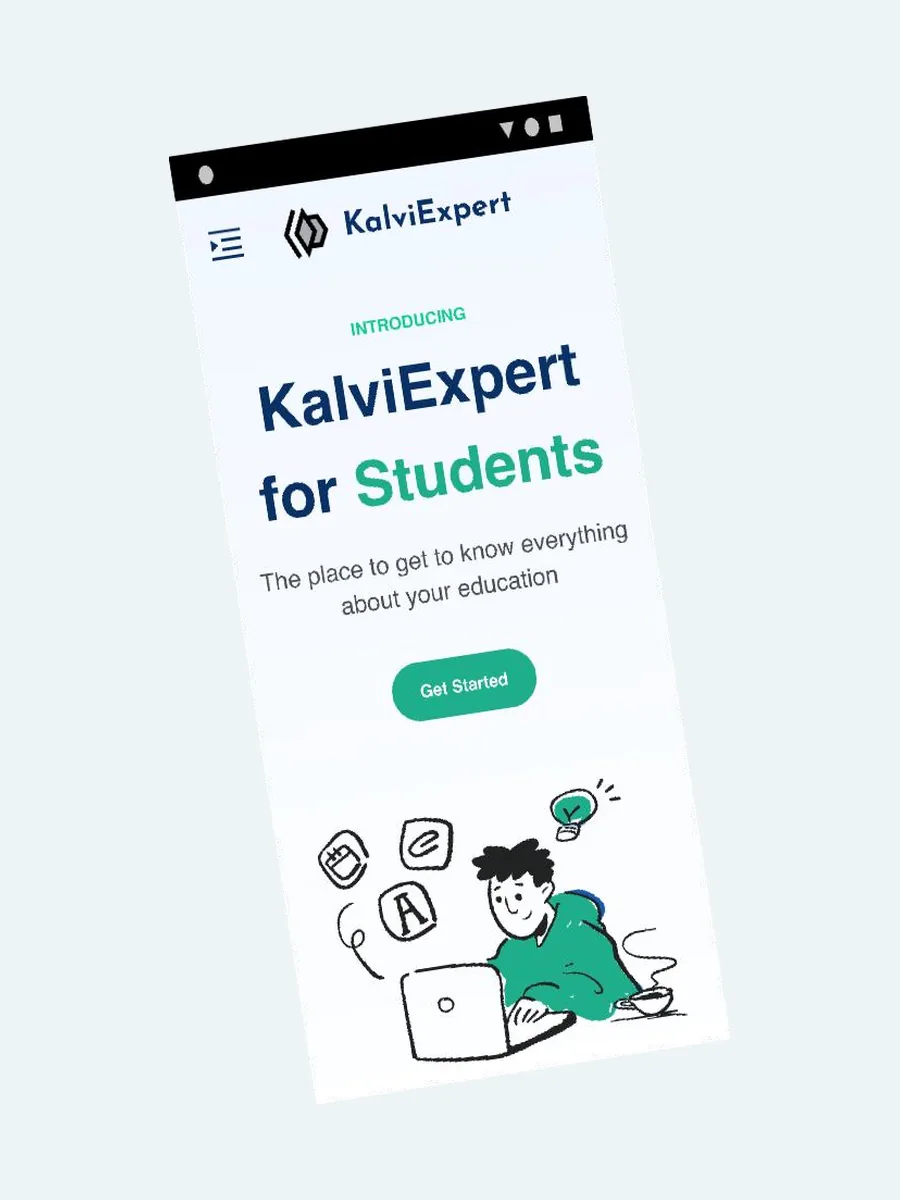 KalviExpert
INTRODUCING
KalviExpert
for Students
The place to get to know everything
about your education
Get Started
A